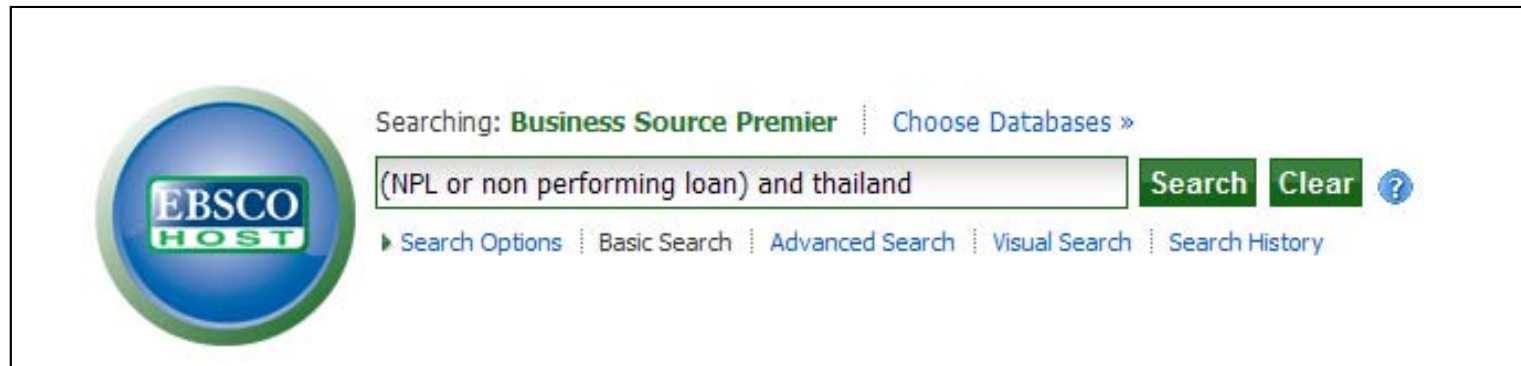 EBSCO
HOST
Searching: Business Source Premier Choose Databases »
(NPL or non performing loan) and thailand Search Clear ?
Search Options Basic Search Advanced Search Visual Search Search History